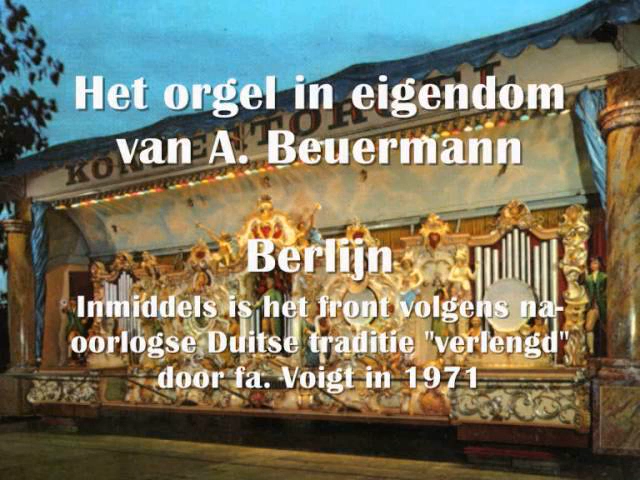 Het orgel in eigendom
van A. Beuermann
KONZERTORGEL
Berlijn
Inmiddels is het front volgens na-
oorlogse Duitse traditie "verlengd"
door fa. Voigt in 1971